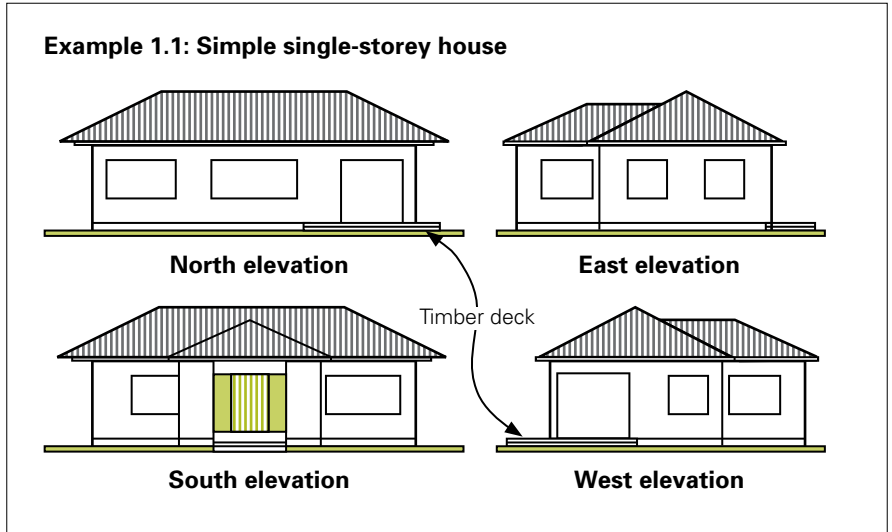 Example 1.1: Simple single-storey house
North elevation
East elevation
Timber deck
South elevation
West elevation